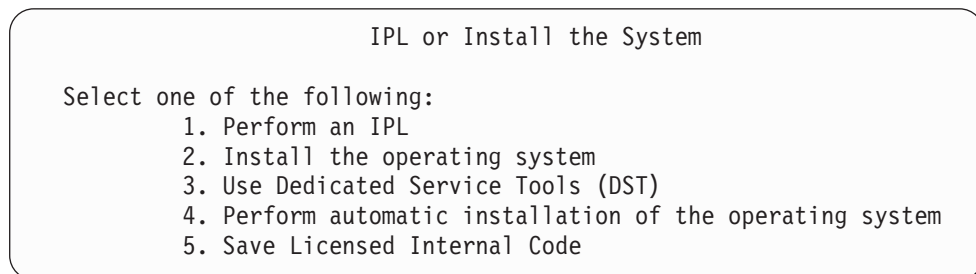 IPL or Install the System
Select one of the following:
1. Perform an IPL
2. Install the operating system
3. Use Dedicated Service Tools (DST)
4. Perform automatic installation of the operating system
5. Save Licensed Internal Code